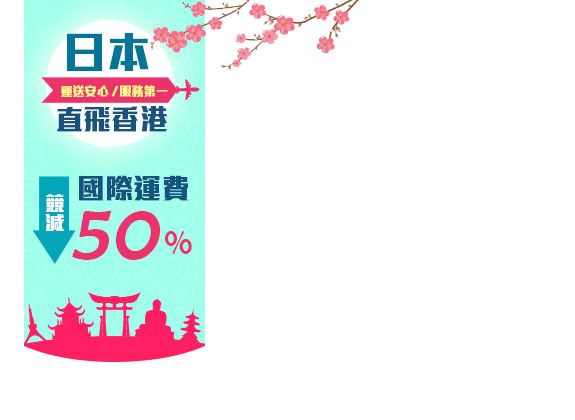 日本
運送安心/服務第一
直飛香港
國際運費
競減
50%